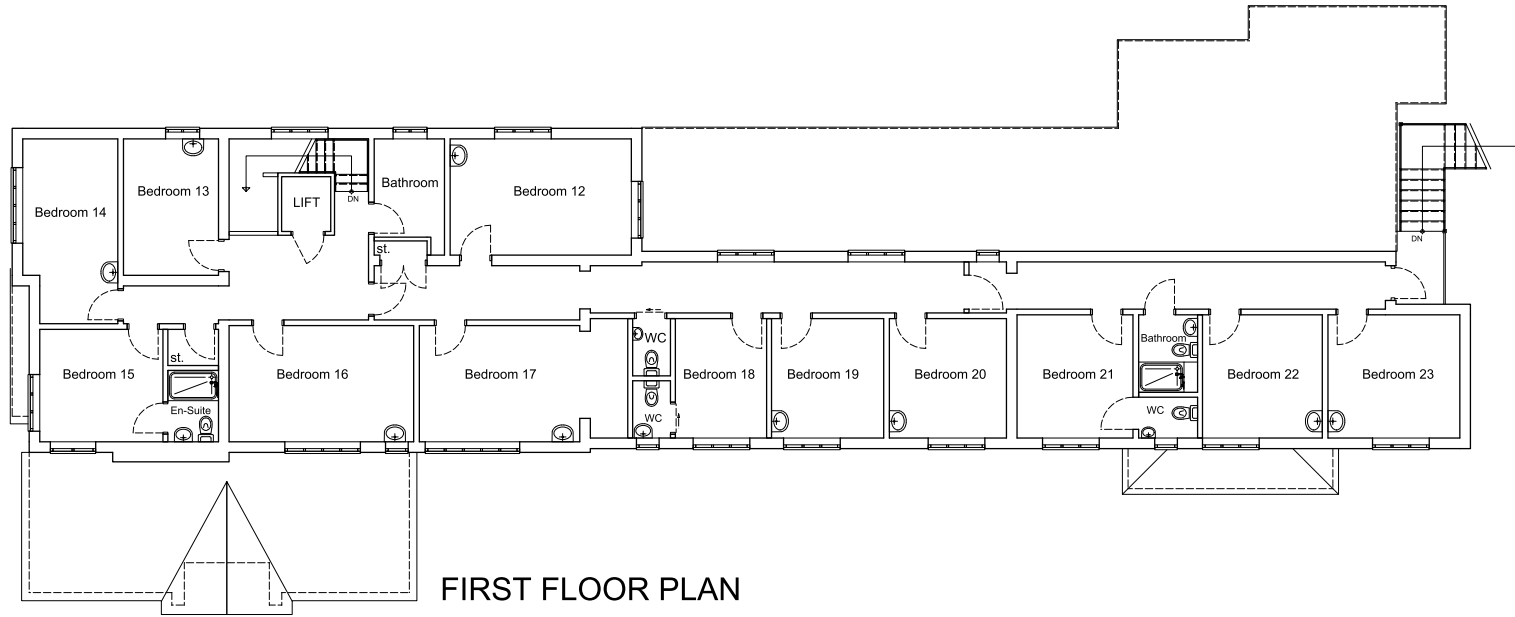 Bedroom 14
Bedroom 13
LIFT
DN
Bathroom
st.
Bedroom 12
DN
Bedroom 15
st.
En-Suite
Bedroom 16
Bedroom 17
WC
WC
Bedroom 18
Bedroom 19
Bedroom 20
Bedroom 21
Bathroom
WC
Bedroom 22
Bedroom 23
FIRST FLOOR PLAN